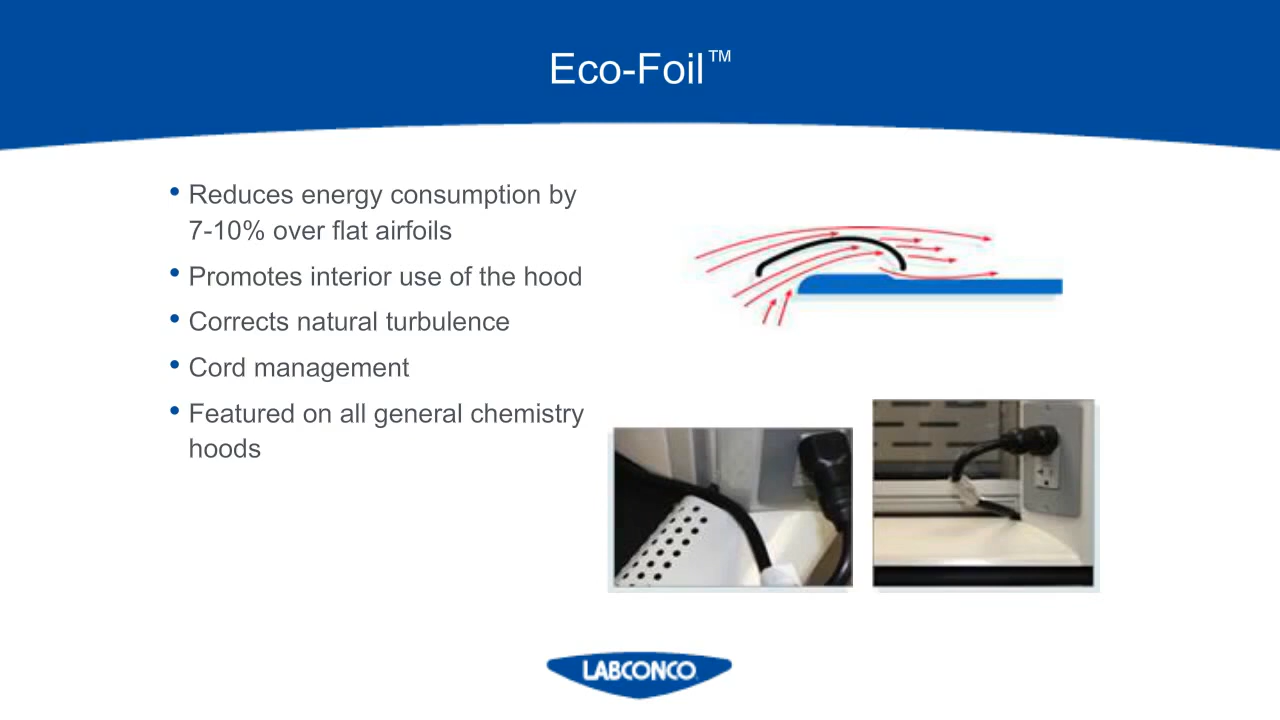 Eco-Foil™
• Reduces energy consumption by
7-10% over flat airfoils
• Promotes interior use of the hood
• Corrects natural turbulence
• Cord management
• Featured on all general chemistry
hoods
LABCONCO